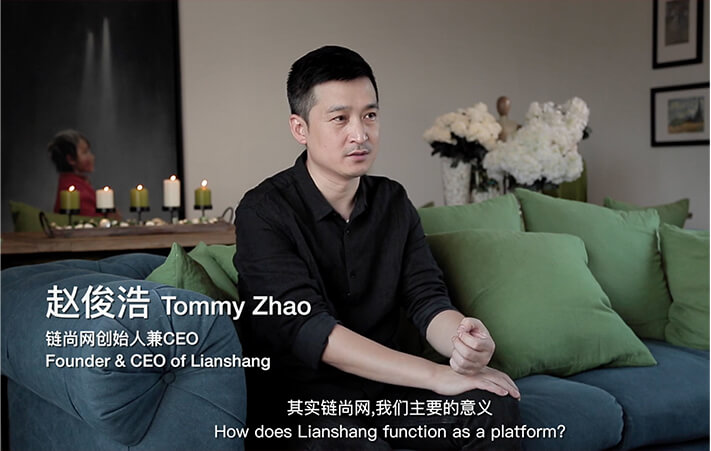 赵俊浩 Tommy Zhao
链尚网创始人兼CEO
Founder & CEO of Lianshang
其实链尚网,我们主要的意义
How does Lianshang function as a platform?